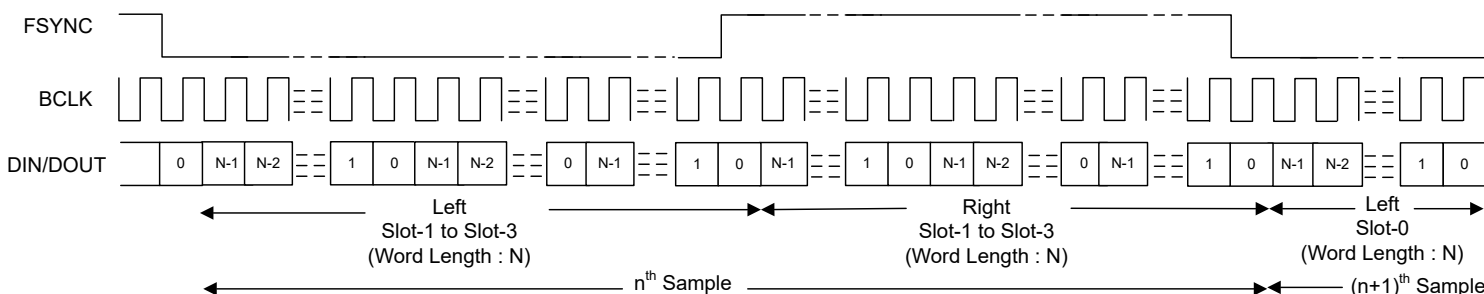 FSYNC
BCLK
DIN/DOUT
0 N-1 N-2 1 0 N-1 N-2 0 N-1 1 0 N-1 1 0 N-1 N-2 0 N-1 1 0 N-1 N-2 1 0
Left
Slot-1 to Slot-3
(Word Length : N)
Right
Slot-1 to Slot-3
(Word Length : N)
Left
Slot-0
(Word Length : N)
nth Sample
(n+1)th Sample